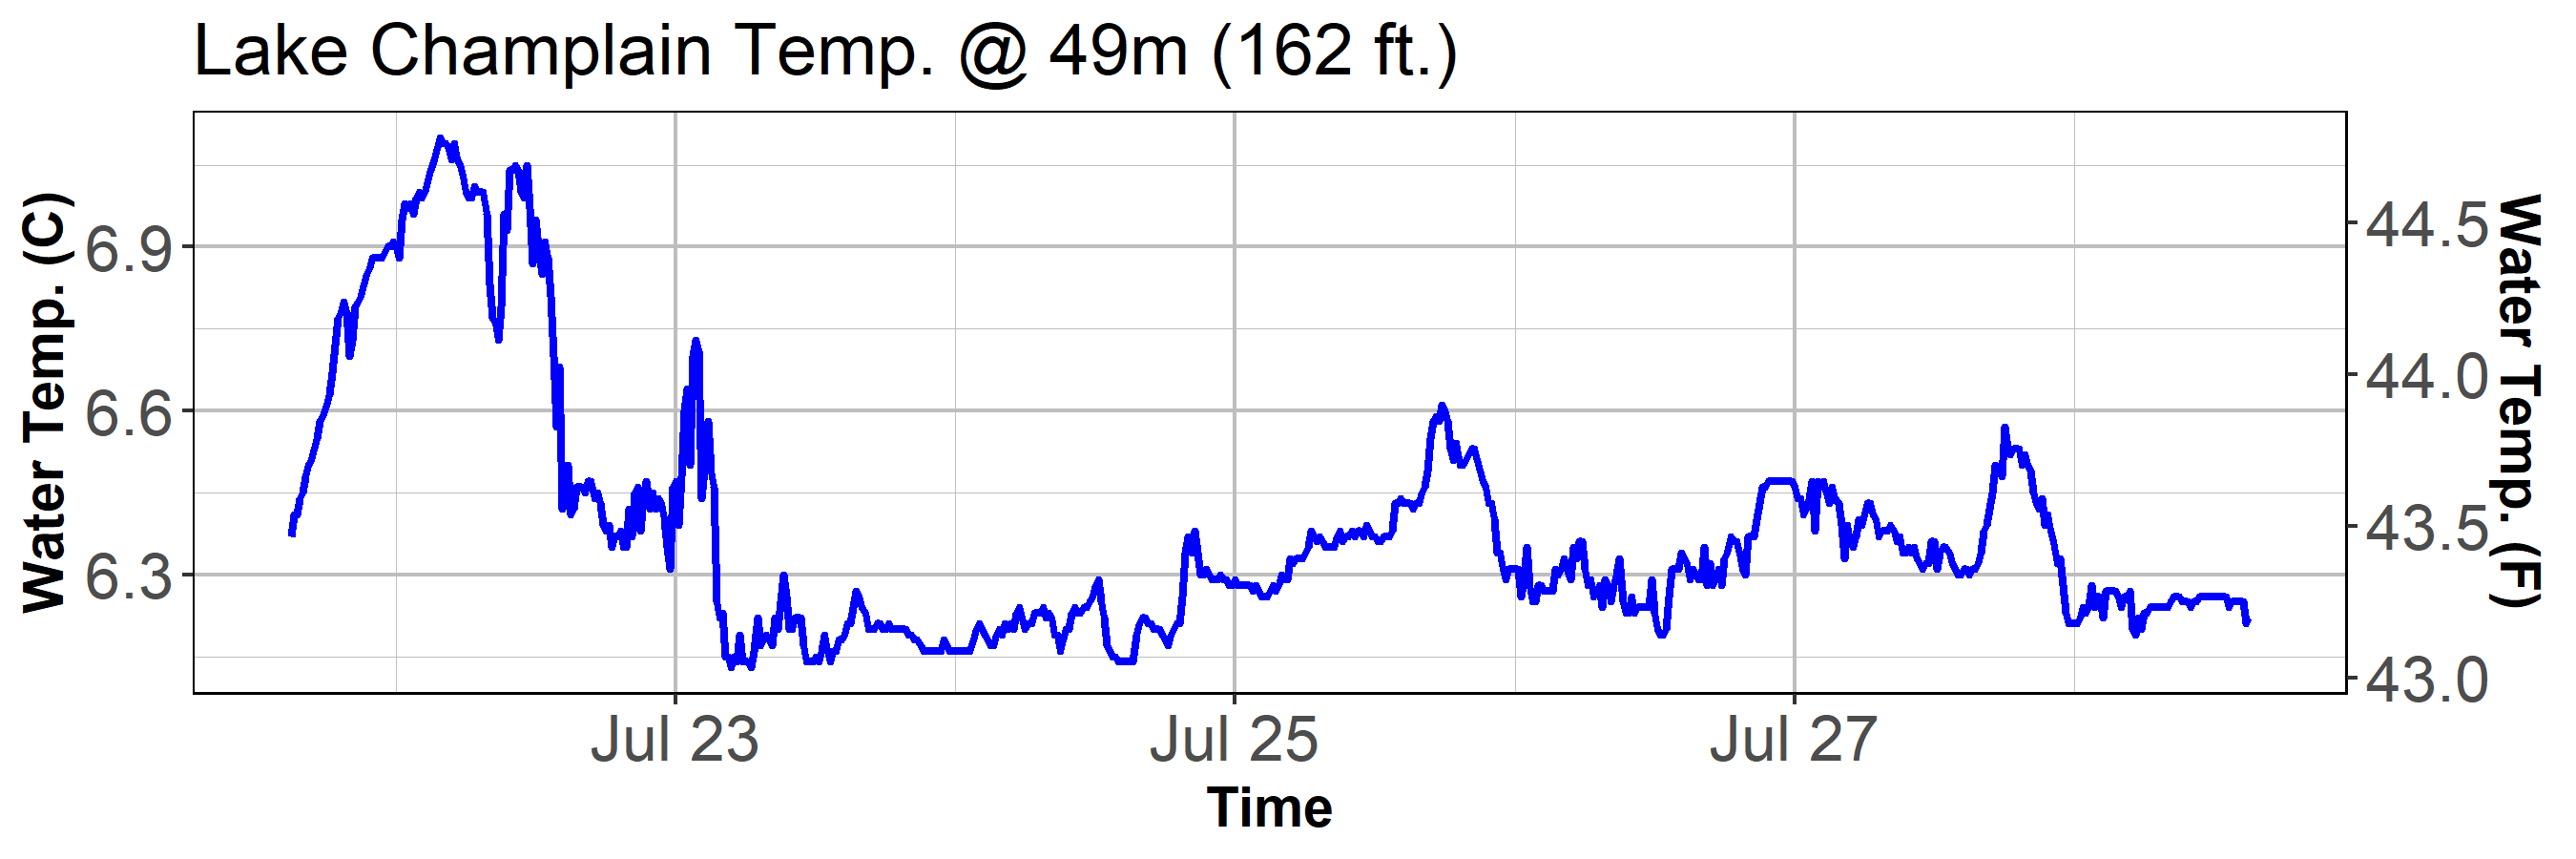 Lake Champlain Temp. @ 49m (162 ft.)
Water Temp. (C)
6.9
6.6
6.3
44.5
44.0
43.5
43.0
Water Temp. (F)
Jul 23
Jul 25
Jul 27
Time